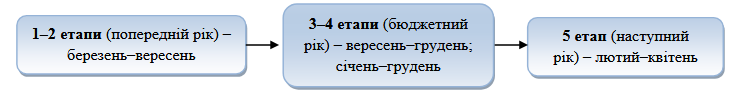 1–2 етапи (попередній рік) –
березень–вересень
3–4 етапи (бюджетний
рік) – вересень–грудень;
січень–грудень
5 етап (наступний
рік) – лютий–квітень